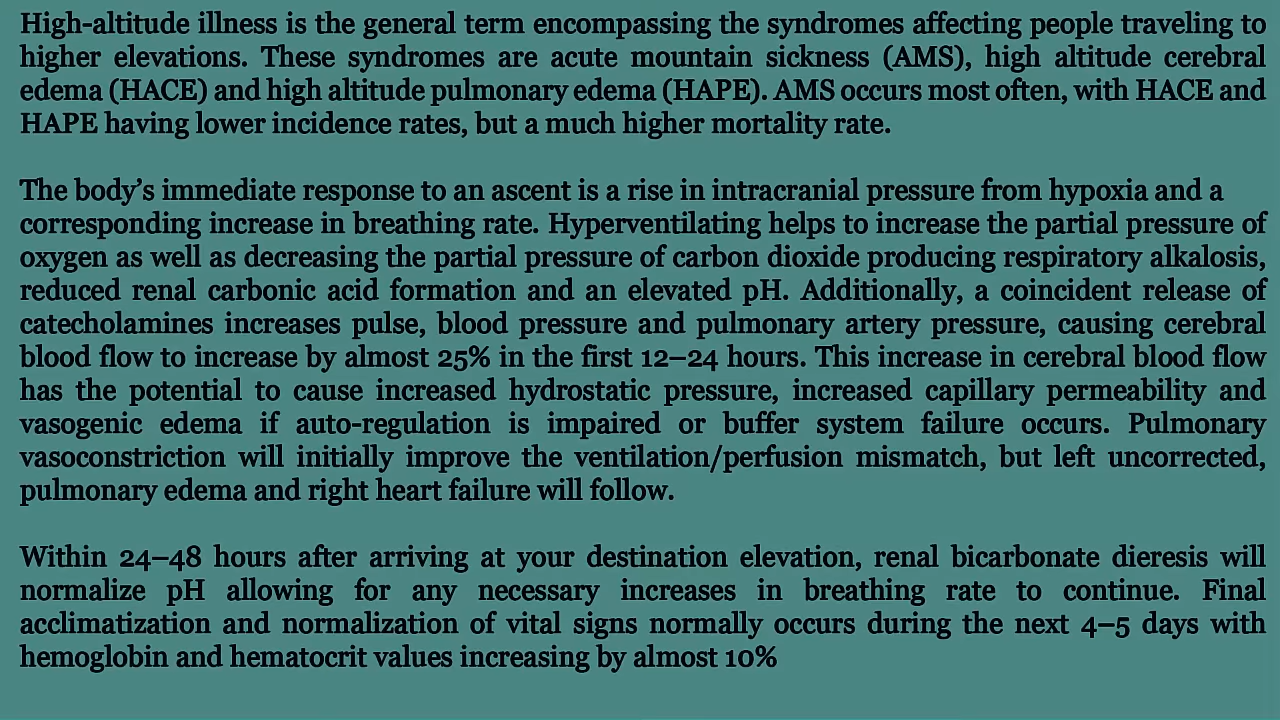 High-altitude illness is the general term encompassing the syndromes affecting people traveling to
higher elevations. These syndromes are acute mountain sickness (AMS), high altitude cerebral
edema (HACE) and high altitude pulmonary edema (HAPE). AMS occurs most often, with HACE and
HAPE having lower incidence rates, but a much higher mortality rate.
The body’s immediate response to an ascent is a rise in intracranial pressure from hypoxia and a
corresponding increase in breathing rate. Hyperventilating helps to increase the partial pressure of
oxygen as well as decreasing the partial pressure of carbon dioxide producing respiratory alkalosis,
reduced renal carbonic acid formation and an elevated pH. Additionally, a coincident release of
catecholamines increases pulse, blood pressure and pulmonary artery pressure, causing cerebral
blood flow to increase by almost 25% in the first 12–24 hours. This increase in cerebral blood flow
has the potential to cause increased hydrostatic pressure, increased capillary permeability and
vasogenic edema if auto-regulation is impaired or buffer system failure occurs. Pulmonary
vasoconstriction will initially improve the ventilation/perfusion mismatch, but left uncorrected,
pulmonary edema and right heart failure will follow.
Within 24–48 hours after arriving at your destination elevation, renal bicarbonate dieresis will
normalize pH allowing for any necessary increases in breathing rate to continue. Final
acclimatization and normalization of vital signs normally occurs during the next 4–5 days with
hemoglobin and hematocrit values increasing by almost 10%